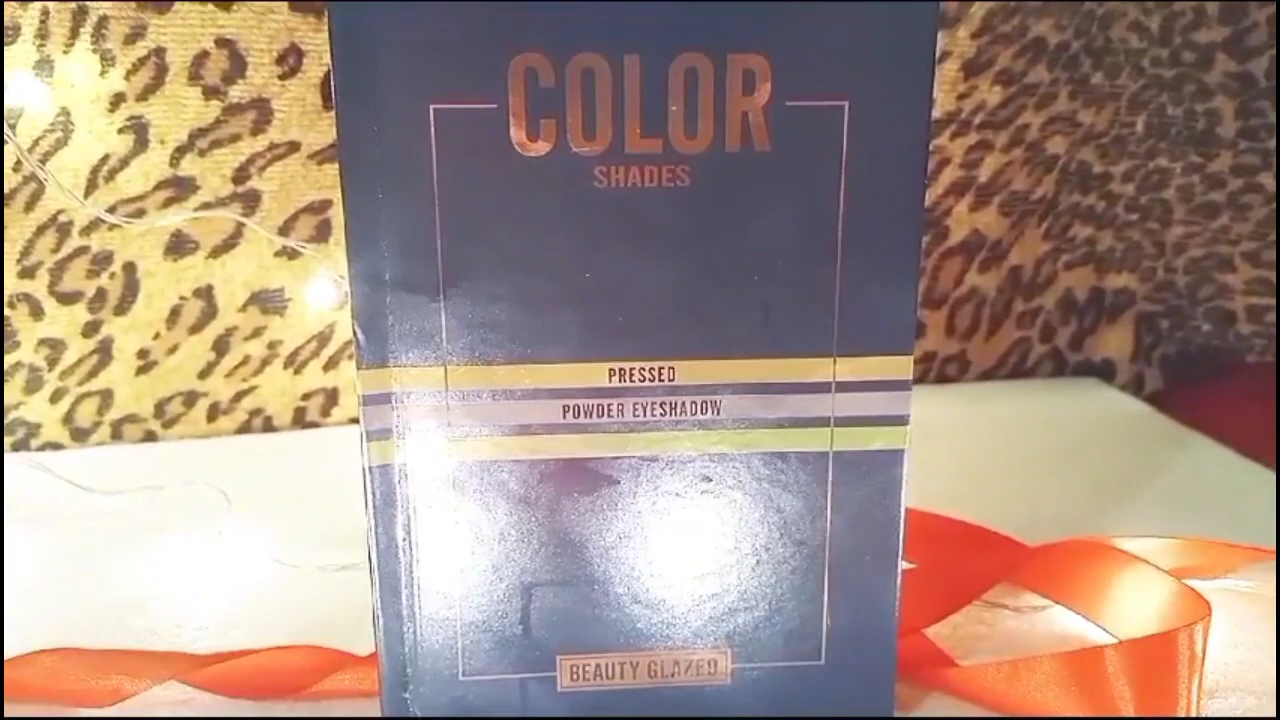 COLOR
SHADES
PRESSED
POWDER EYESHADOW
BEAUTY GLAZED